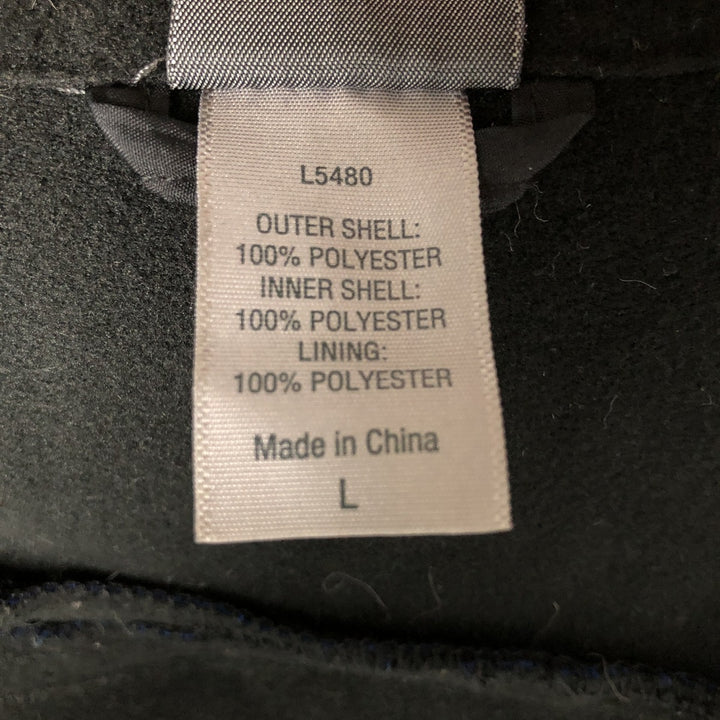 L5480
OUTER SHELL:
100% POLYESTER
INNER SHELL:
100% POLYESTER
LINING:
100% POLYESTER
Made in China
L